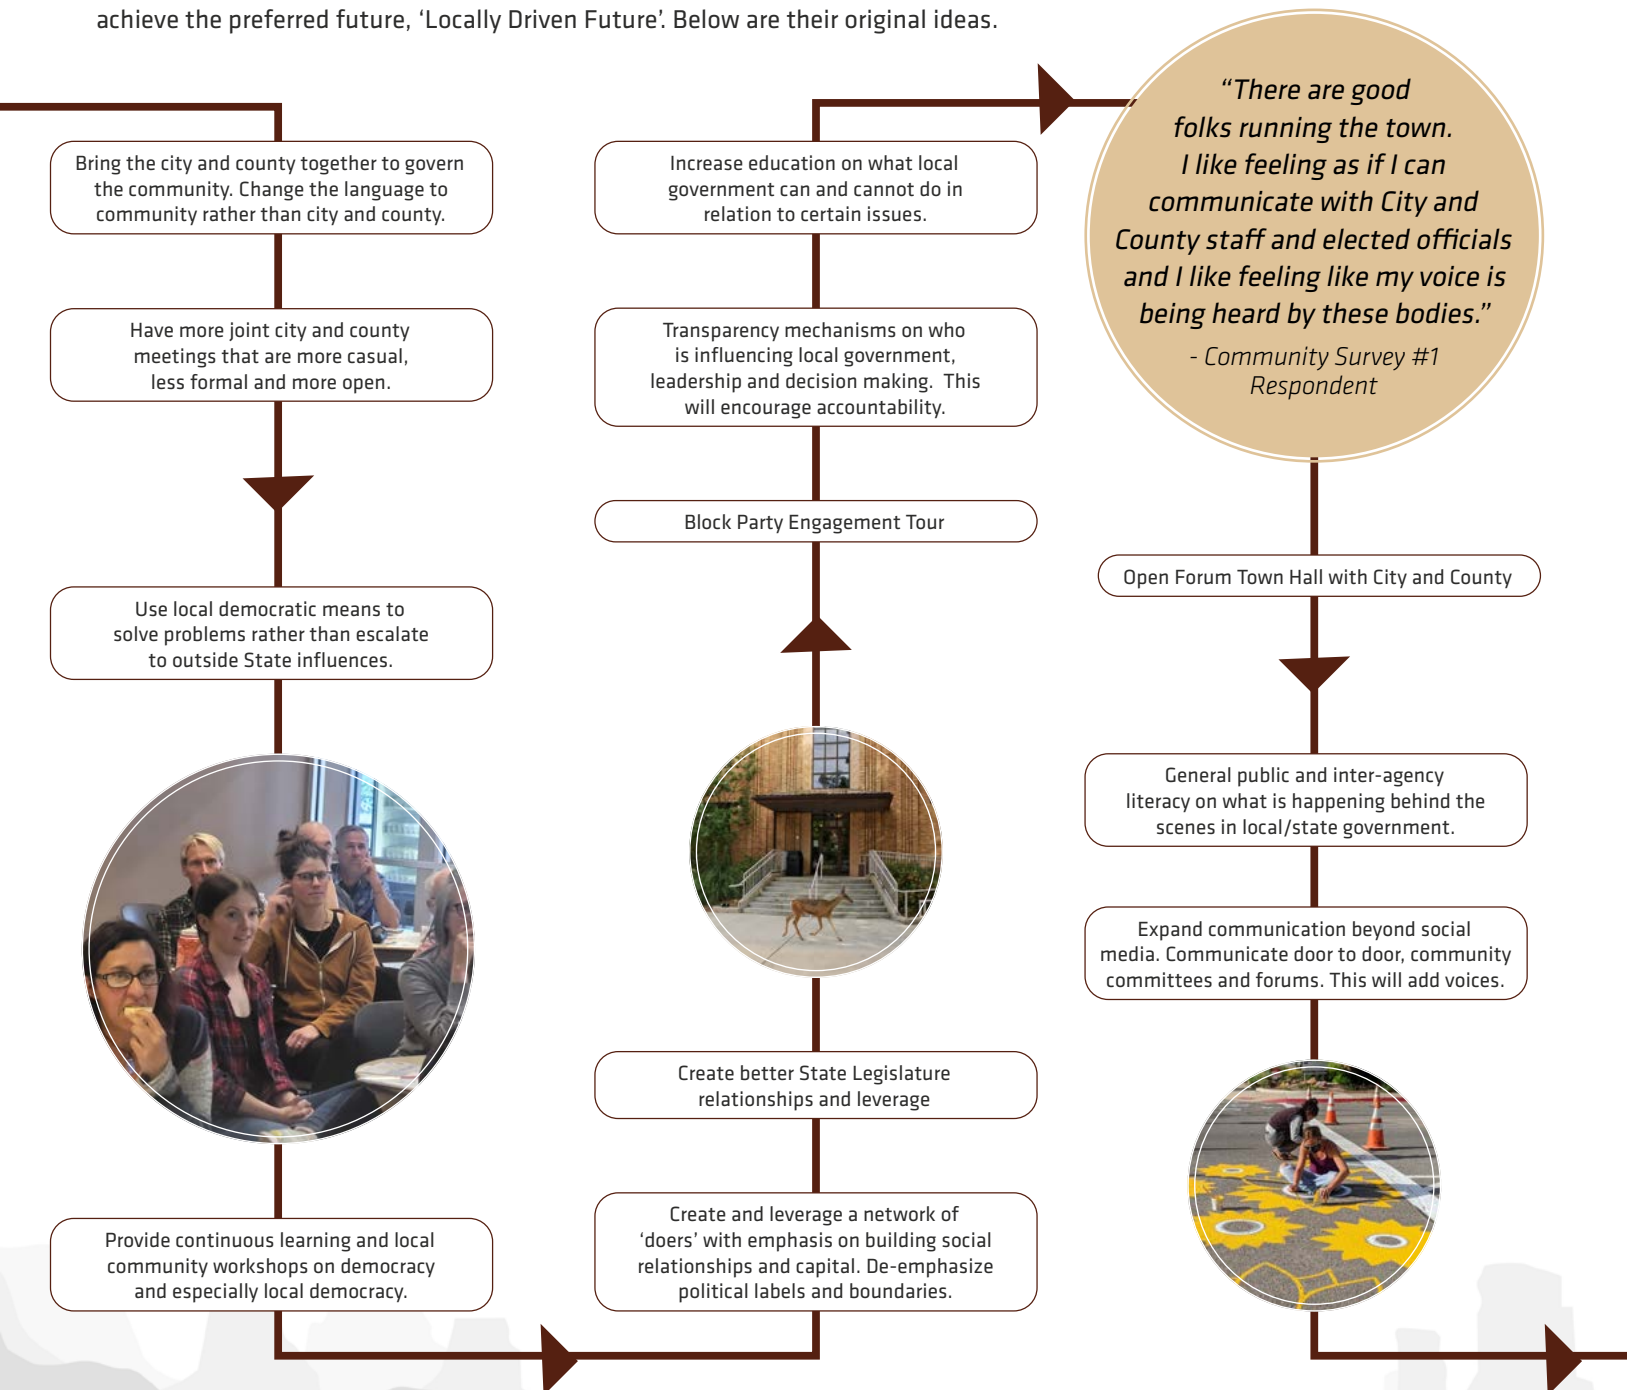 achieve the preferred future, ‘Locally Driven Future’. Below are their original ideas.
Bring the city and county together to govern
the community. Change the language to
community rather than city and county.
Have more joint city and county
meetings that are more casual,
less formal and more open.
Use local democratic means to
solve problems rather than escalate
to outside State influences.
Provide continuous learning and local
community workshops on democracy
and especially local democracy.
Create and leverage a network of
‘doers’ with emphasis on building social
relationships and capital. De-emphasize
political labels and boundaries.
Create better State Legislature
relationships and leverage
Block Party Engagement Tour
Transparency mechanisms on who
is influencing local government,
leadership and decision making.  This
will encourage accountability.
Increase education on what local
government can and cannot do in
relation to certain issues.
“There are good
folks running the town.
I like feeling as if I can
communicate with City and
County staff and elected officials
and I like feeling like my voice is
being heard by these bodies.”
- Community Survey #1
Respondent
Open Forum Town Hall with City and County
General public and inter-agency
literacy on what is happening behind the
scenes in local/state government.
Expand communication beyond social
media. Communicate door to door, community
committees and forums. This will add voices.